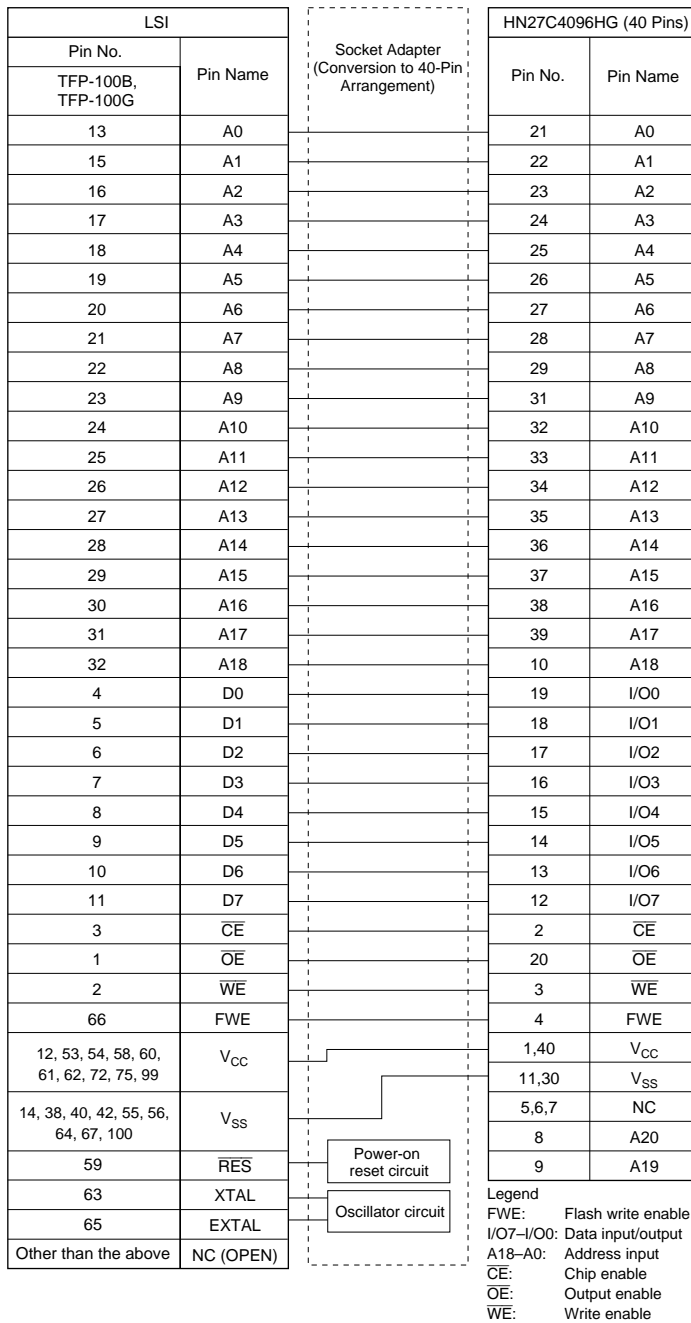 LSI
Pin No.
TFP-100B,
TFP-100G
Pin Name
Socket Adapter
(Conversion to 40-Pin
Arrangement)
HN27C4096HG (40 Pins)
Pin No. Pin Name
13 A0 21 A0
15 A1 22 A1
16 A2 23 A2
17 A3 24 A3
18 A4 25 A4
19 A5 26 A5
20 A6 27 A6
21 A7 28 A7
22 A8 29 A8
23 A9 31 A9
24 A10 32 A10
25 A11 33 A11
26 A12 34 A12
27 A13 35 A13
28 A14 36 A14
29 A15 37 A15
30 A16 38 A16
31 A17 39 A17
32 A18 10 A18
4 D0 19 I/O0
5 D1 18 I/O1
6 D2 17 I/O2
7 D3 16 I/O3
8 D4 15 I/O4
9 D5 14 I/O5
10 D6 13 I/O6
11 D7 12 I/O7
3 C̅E̅ 2 C̅E̅
1 O̅E̅ 20 O̅E̅
2 W̅E̅ 3 W̅E̅
66 FWE 4 FWE
12, 53, 54, 58, 60,
61, 62, 72, 75, 99
VCC
1,40 VCC
11,30 VSS
14, 38, 40, 42, 55, 56,
64, 67, 100
VSS
5,6,7 NC
8 A20
59 R̅E̅S̅
Power-on
reset circuit
9 A19
63 XTAL
65 EXTAL
Oscillator circuit
Other than the above NC (OPEN)
Legend
FWE: Flash write enable
I/O7–I/O0: Data input/output
A18–A0: Address input
C̅E̅: Chip enable
O̅E̅: Output enable
W̅E̅: Write enable